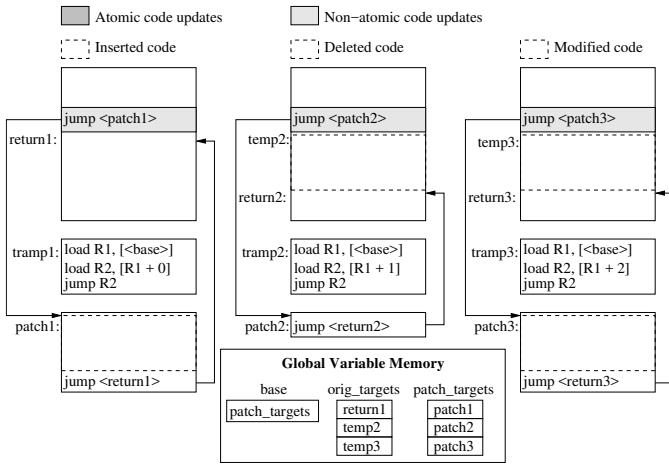 Atomic code updates
Non−atomic code updates
Inserted code
Deleted code
Modified code
jump <patch1>
return1:
tramp1:
load R1, [<base>]
load R2, [R1 + 0]
jump R2
patch1:
jump <return1>
jump <patch2>
temp2:
return2:
tramp2:
load R1, [<base>]
load R2, [R1 + 1]
jump R2
patch2:
jump <return2>
jump <patch3>
temp3:
return3:
tramp3:
load R1, [<base>]
load R2, [R1 + 2]
jump R2
patch3:
jump <return3>
Global Variable Memory
base
patch_targets
orig_targets
return1
temp2
temp3
patch_targets
patch1
patch2
patch3